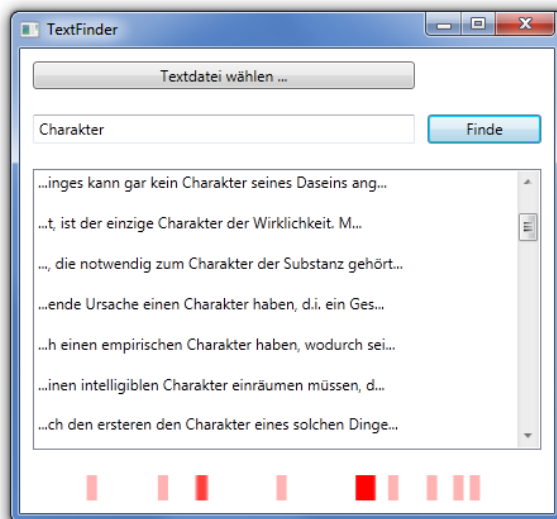 TextFinder
Textdatei wählen ...
Charakter
Finde
...inges kann gar kein Charakter seines Daseins ang...
...t, ist der einzige Charakter der Wirklichkeit. M...
..., die notwendig zum Charakter der Substanz gehört...
...ende Ursache einen Charakter haben, d.i. ein Ges...
...h einen empirischen Charakter haben, wodurch sei...
...inen intelligiblen Charakter einräumen müssen, d...
...ch den ersteren den Charakter eines solchen Dinge...